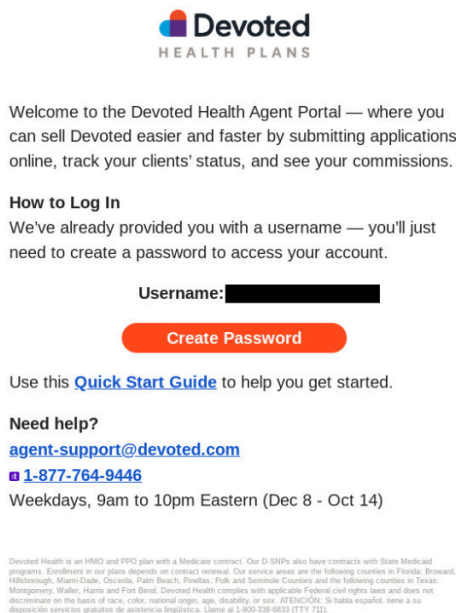 Devoted
HEALTH PLANS
Welcome to the Devoted Health Agent Portal — where you
can sell Devoted easier and faster by submitting applications
online, track your clients’ status, and see your commissions.
How to Log In
We’ve already provided you with a username — you’ll just
need to create a password to access your account.
Username:
Create Password
Use this Quick Start Guide to help you get started.
Need help?
agent-support@devoted.com
1-877-764-9446
Weekdays, 9am to 10pm Eastern (Dec 8 - Oct 14)
Devoted Health is an HMO and PPO plan with a Medicare contract. Our D-SNPs also have contracts with State Medicaid
programs. Enrollment in our plans depends on contract renewal. Our service areas are the following counties in Florida: Broward,
Hillsborough, Miami-Dade, Osceola, Palm Beach, Pinellas, Polk and Seminole Counties and the following counties in Texas:
Montgomery, Waller, Harris and Fort Bend. Devoted Health complies with applicable Federal civil rights laws and does not
discriminate on the basis of race, color, national origin, age, disability, or sex. ATENCIÓN: Si habla español, tiene a su
disposición servicios gratuitos de asistencia lingüística. Llame al 1-800-338-6833 (TTY 711).